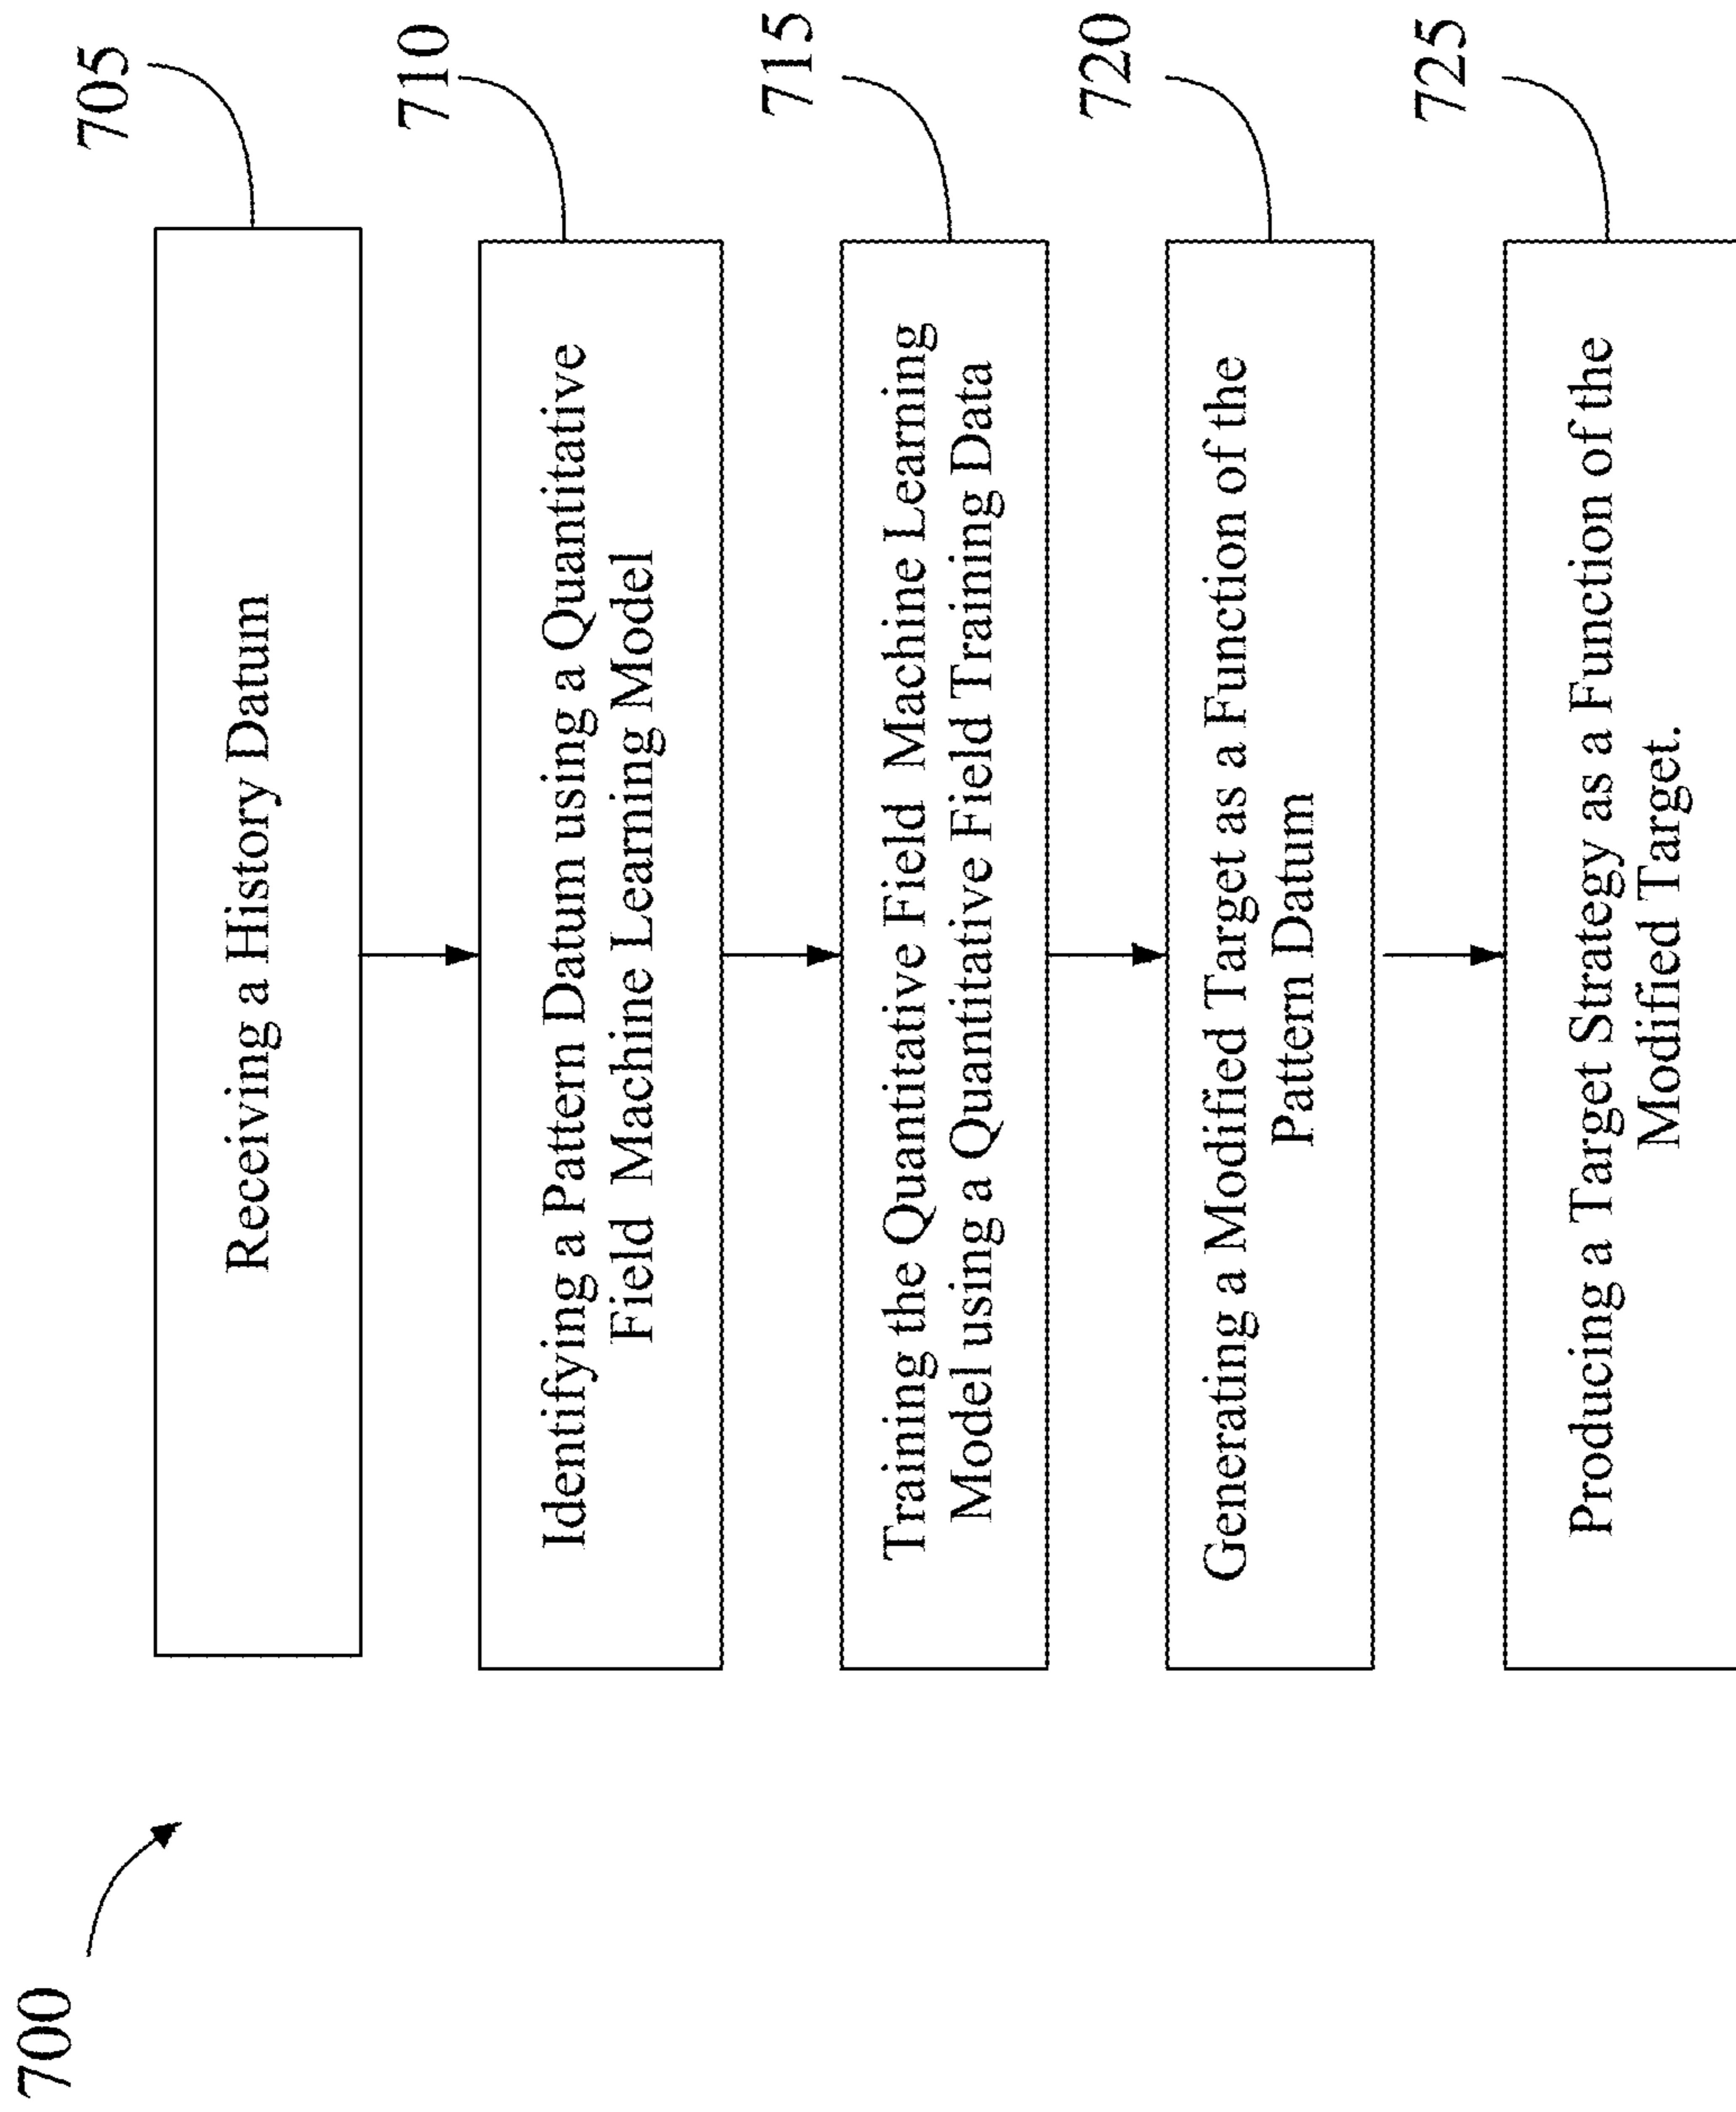 700
705
Receiving a History Datum
710
Identifying a Pattern Datum using a Quantitative
Field Machine Learning Model
715
Training the Quantitative Field Machine Learning
Model using a Quantitative Field Training Data
720
Generating a Modified Target as a Function of the
Pattern Datum
725
Producing a Target Strategy as a Function of the
Modified Target.